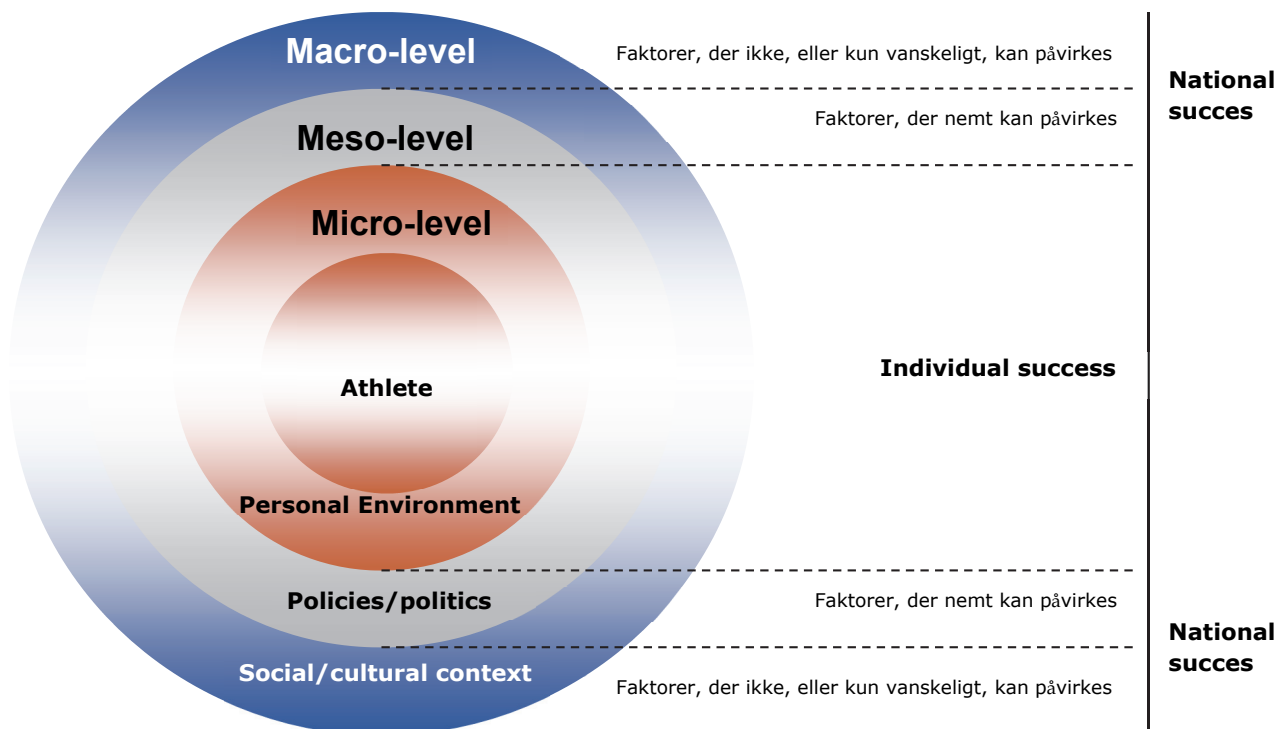 Macro-level
Faktorer, der ikke, eller kun vanskeligt, kan påvirkes
National
succes
Meso-level
Faktorer, der nemt kan påvirkes
Micro-level
Athlete
Individual success
Personal Environment
Policies/politics
Faktorer, der nemt kan påvirkes
National
succes
Social/cultural context
Faktorer, der ikke, eller kun vanskeligt, kan påvirkes